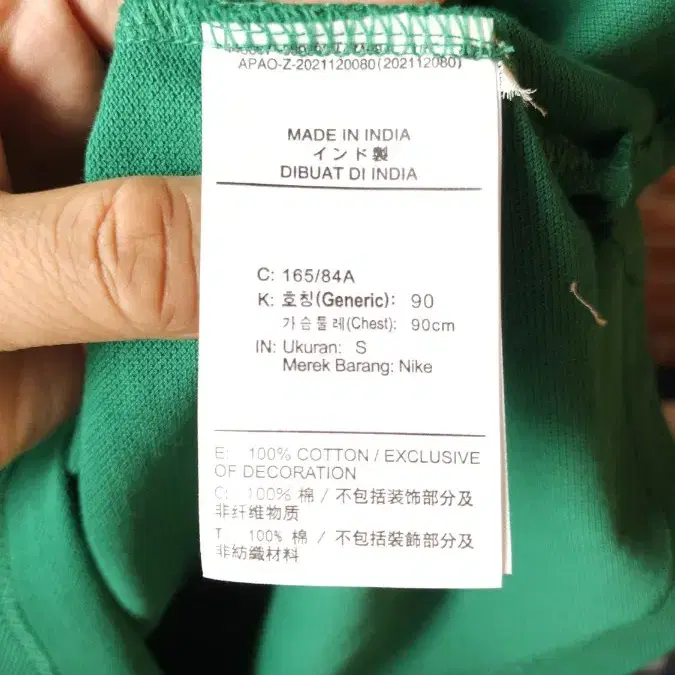 APAO-Z-2021120080(202112080)
MADE IN INDIA
インド製
DIBUAT DI INDIA
C: 165/84A
K: 호칭(Generic): 90
가슴둘레(Chest): 90cm
IN: Ukuran: S
Merek Barang: Nike
E: 100% COTTON / EXCLUSIVE
OF DECORATION
C: 100% 棉 / 不包括装饰部分及
非纤维物质
T 100% 棉 / 不包括裝飾部分及
非紡織材料